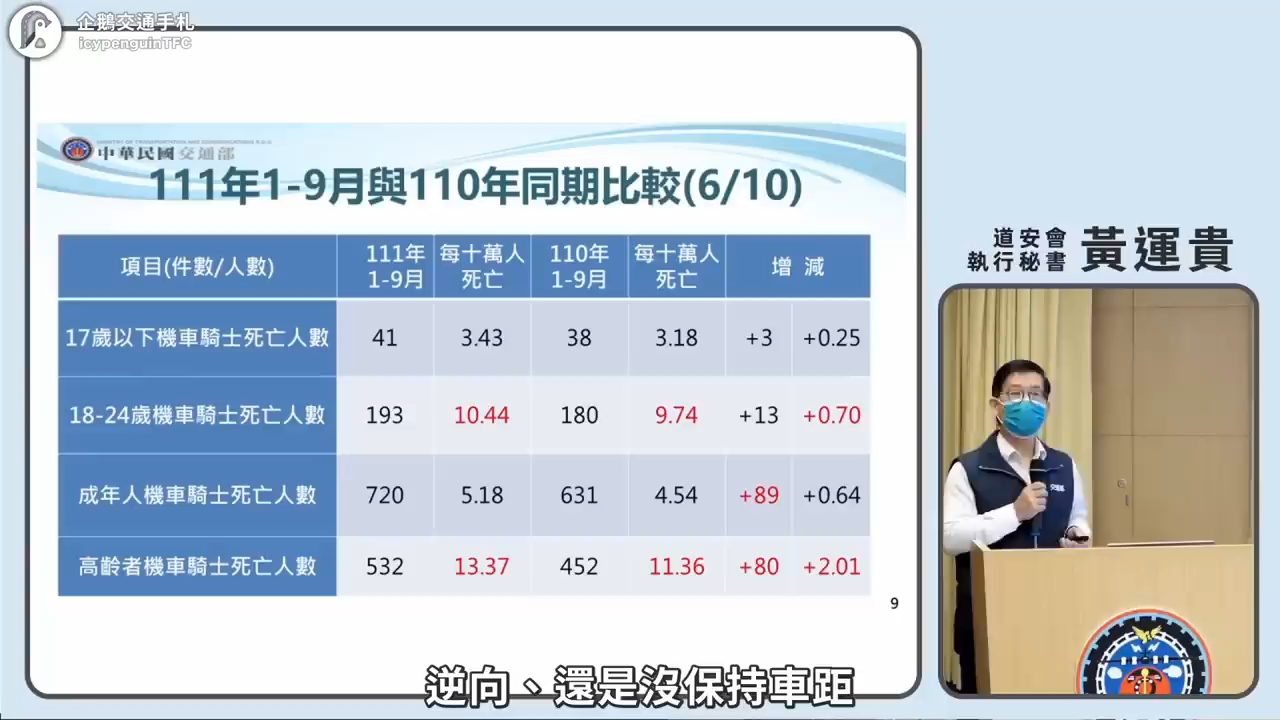 企鵝交通手札
icypenguinTFC
中華民國交通部
111年1-9月與110年同期比較(6/10)
項目(件數/人數) 111年1-9月 每十萬人死亡 110年1-9月 每十萬人死亡 增 減
17歲以下機車騎士死亡人數 41 3.43 38 3.18 +3 +0.25
18-24歲機車騎士死亡人數 193 10.44 180 9.74 +13 +0.70
成年人機車騎士死亡人數 720 5.18 631 4.54 +89 +0.64
高齡者機車騎士死亡人數 532 13.37 452 11.36 +80 +2.01
9
道安會
執行秘書 黃運貴
逆向、還是沒保持車距